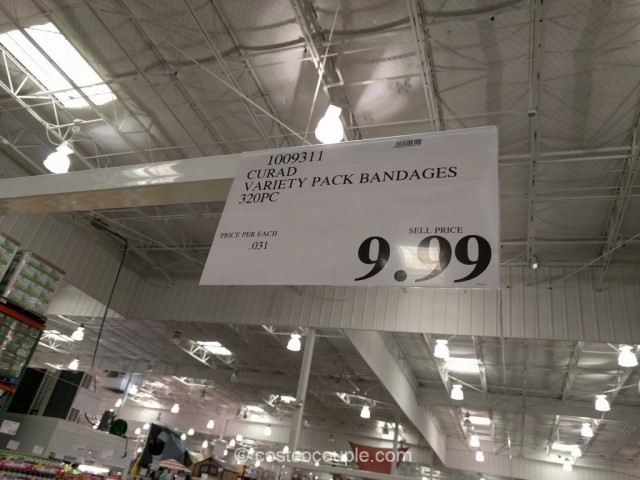 1009311
CURAD
VARIETY PACK BANDAGES
320PC
PRICE PER EACH
.031
SELL PRICE
9.99
© costcocouple.com